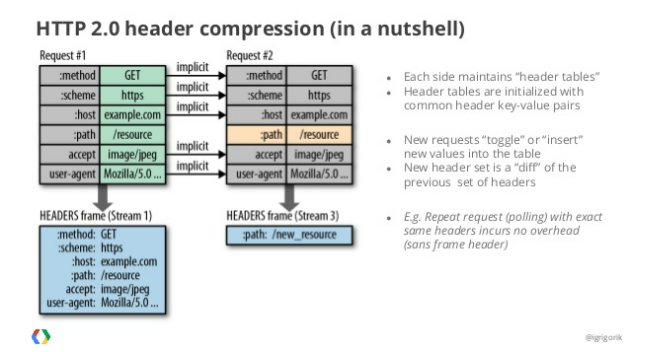 HTTP 2.0 header compression (in a nutshell)
Request #1
:method GET
:scheme https
:host example.com
:path /resource
accept image/jpeg
user-agent Mozilla/5.0 ...
implicit
implicit
implicit
implicit
implicit
Request #2
:method GET
:scheme https
:host example.com
:path /resource
accept image/jpeg
user-agent Mozilla/5.0 ...
HEADERS frame (Stream 1)
:method: GET
:scheme: https
:host: example.com
:path: /resource
accept: image/jpeg
user-agent: Mozilla/5.0 ...
HEADERS frame (Stream 3)
:path: /new_resource
• Each side maintains “header tables”
• Header tables are initialized with
common header key-value pairs
• New requests “toggle” or “insert”
new values into the table
• New header set is a “diff” of the
previous set of headers
• E.g. Repeat request (polling) with exact
same headers incurs no overhead
(sans frame header)
@igrigorik